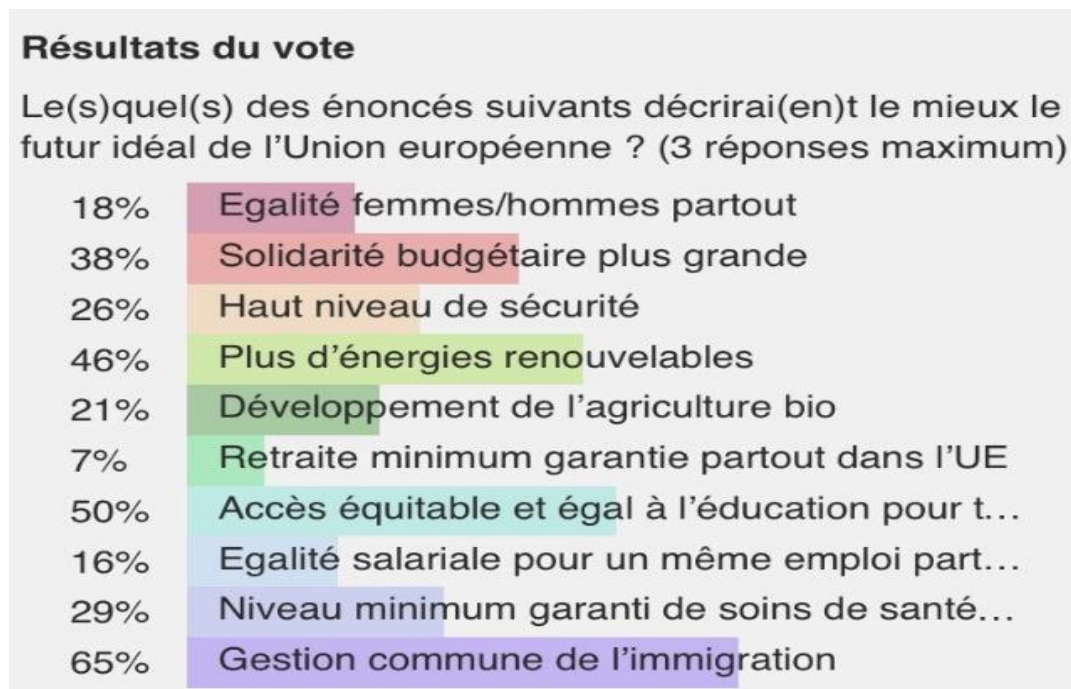 Résultats du vote
Le(s)quel(s) des énoncés suivants décrirai(en)t le mieux le
futur idéal de l'Union européenne ? (3 réponses maximum)
18% Egalité femmes/hommes partout
38% Solidarité budgétaire plus grande
26% Haut niveau de sécurité
46% Plus d'énergies renouvelables
21% Développement de l'agriculture bio
7% Retraite minimum garantie partout dans l'UE
50% Accès équitable et égal à l'éducation pour t...
16% Egalité salariale pour un même emploi part...
29% Niveau minimum garanti de soins de santé...
65% Gestion commune de l'immigration